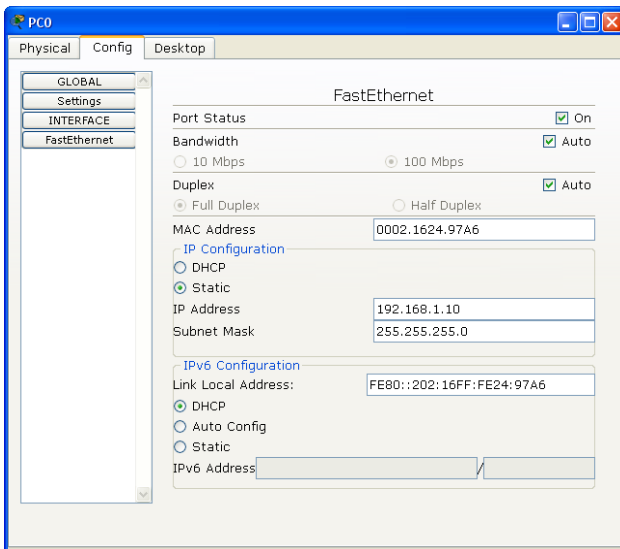 PC0
Physical Config Desktop
GLOBAL
Settings
INTERFACE
FastEthernet
FastEthernet
Port Status On
Bandwidth Auto
10 Mbps 100 Mbps
Duplex Auto
Full Duplex Half Duplex
MAC Address 0002.1624.97A6
IP Configuration
DHCP
Static
IP Address 192.168.1.10
Subnet Mask 255.255.255.0
IPv6 Configuration
Link Local Address: FE80::202:16FF:FE24:97A6
DHCP
Auto Config
Static
IPv6 Address /